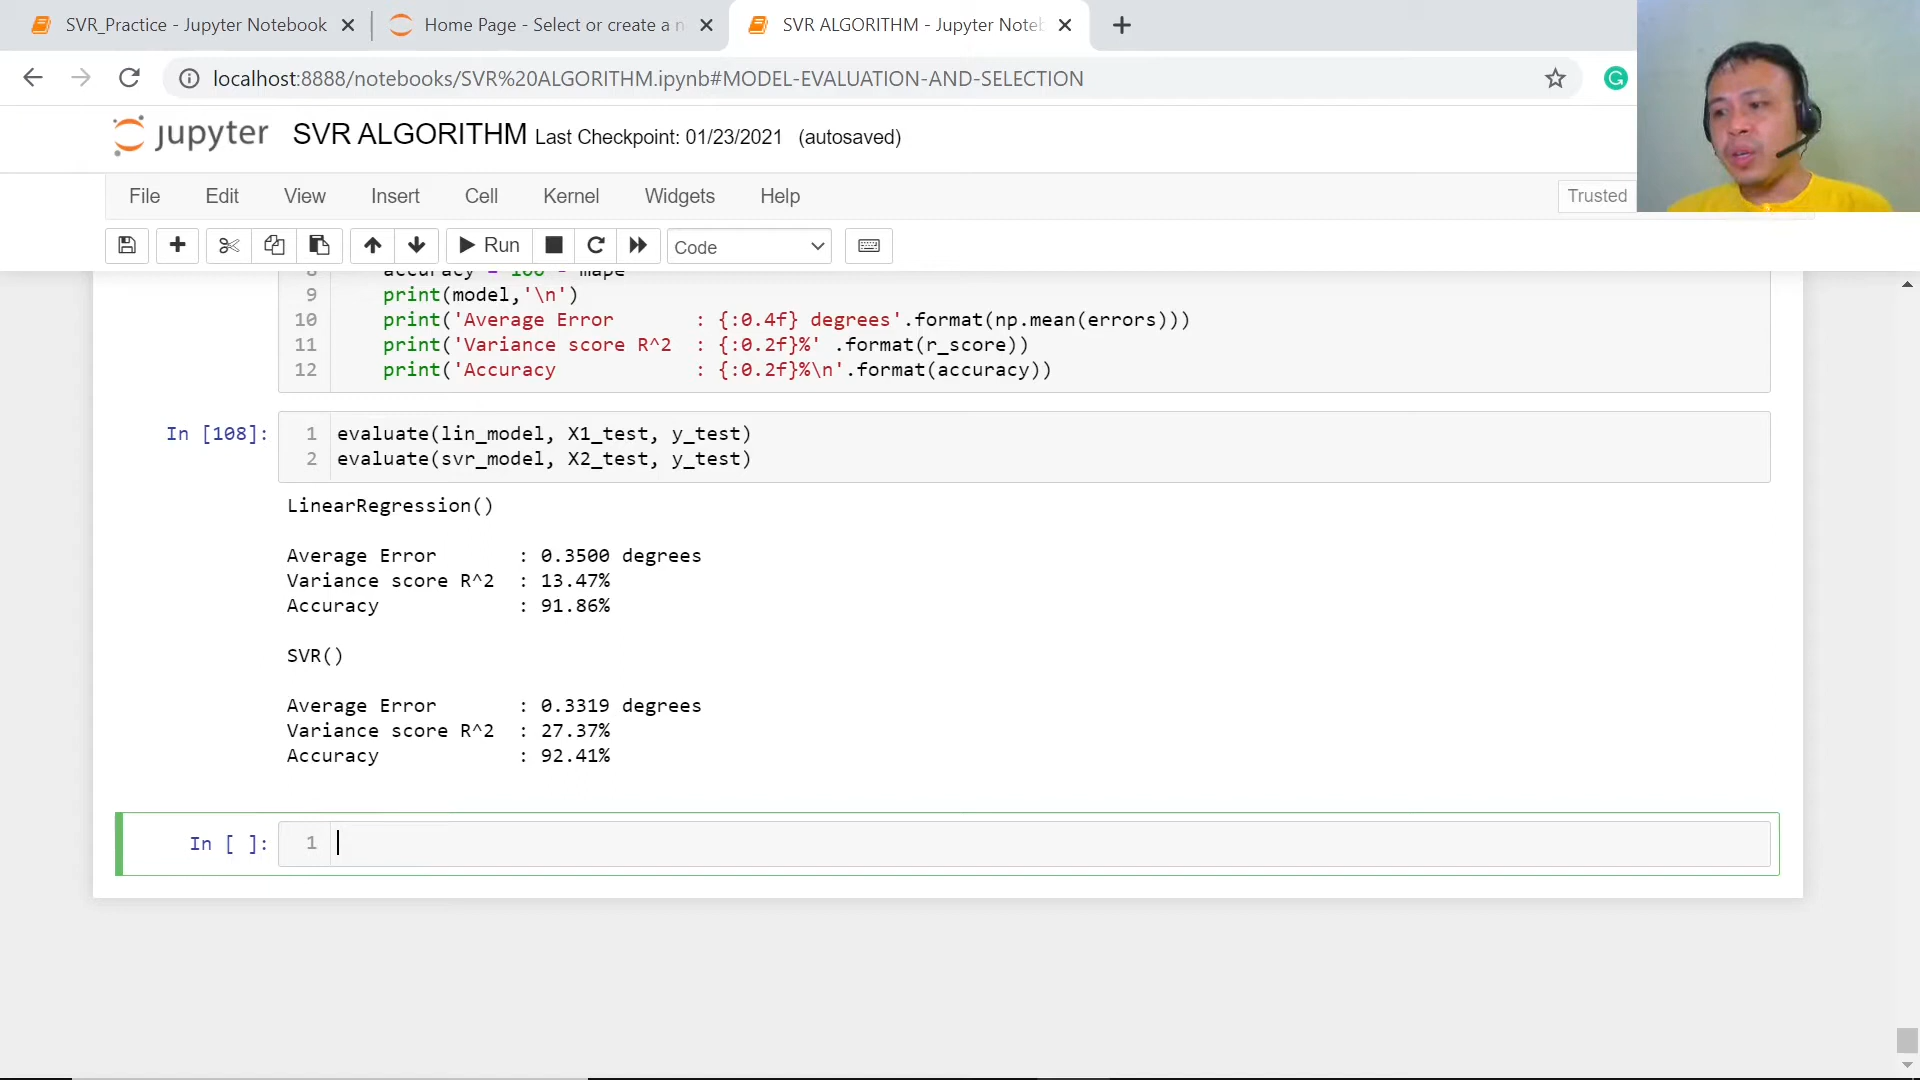 SVR_Practice - Jupyter Notebook
Home Page - Select or create a n
SVR ALGORITHM - Jupyter Noteb
localhost:8888/notebooks/SVR%20ALGORITHM.ipynb#MODEL-EVALUATION-AND-SELECTION
jupyter SVR ALGORITHM Last Checkpoint: 01/23/2021 (autosaved)
File Edit View Insert Cell Kernel Widgets Help Trusted
Run Code
8 accuracy = 100 - mape
9 print(model,'\n')
10 print('Average Error : {:0.4f} degrees'.format(np.mean(errors)))
11 print('Variance score R^2 : {:0.2f}%' .format(r_score))
12 print('Accuracy : {:0.2f}%\n'.format(accuracy))
In [108]: 1 evaluate(lin_model, X1_test, y_test)
2 evaluate(svr_model, X2_test, y_test)
LinearRegression()
Average Error : 0.3500 degrees
Variance score R^2 : 13.47%
Accuracy : 91.86%
SVR()
Average Error : 0.3319 degrees
Variance score R^2 : 27.37%
Accuracy : 92.41%
In [ ]: 1